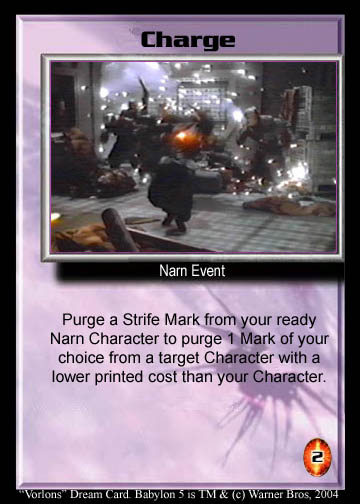 Charge
Narn Event
Purge a Strife Mark from your ready
Narn Character to purge 1 Mark of your
choice from a target Character with a
lower printed cost than your Character.
2
"Vorlons" Dream Card. Babylon 5 is TM & (c) Warner Bros, 2004